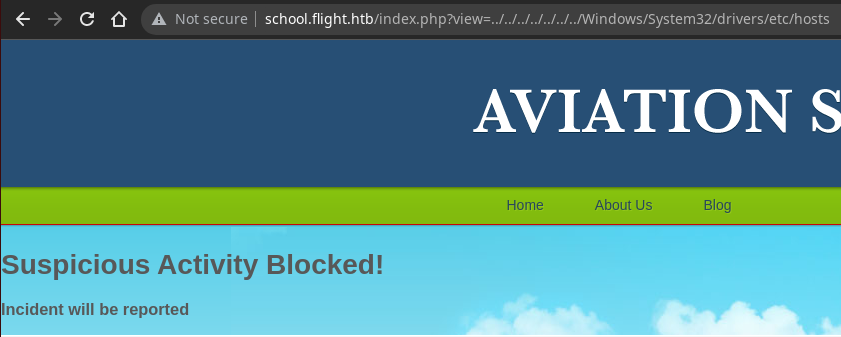 Not secure school.flight.htb/index.php?view=../../../../../../../Windows/System32/drivers/etc/hosts
AVIATION S
Home About Us Blog
Suspicious Activity Blocked!
Incident will be reported